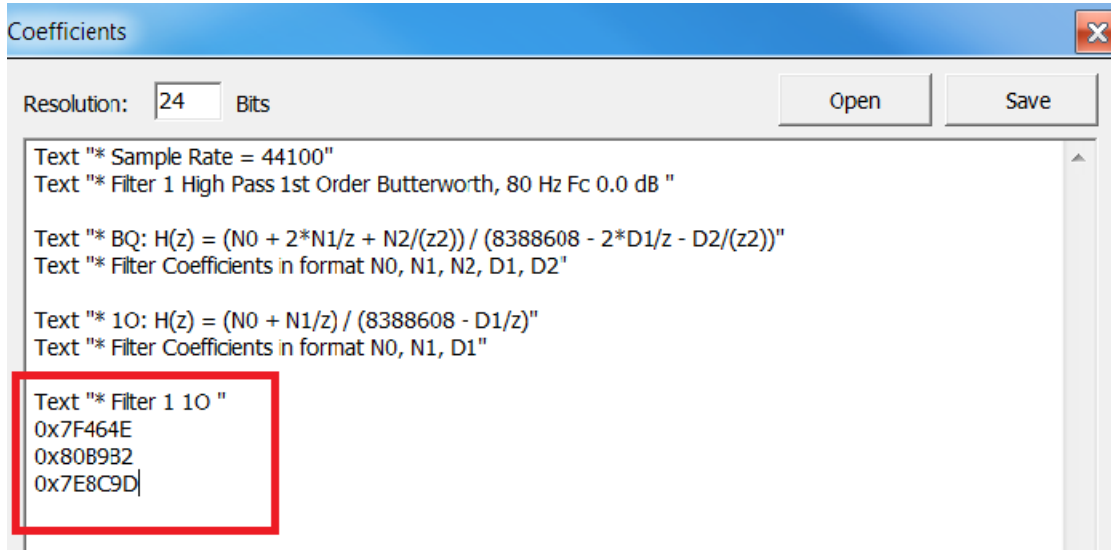 Coefficients
Resolution: 24 Bits Open Save
Text "* Sample Rate = 44100"
Text "* Filter 1 High Pass 1st Order Butterworth, 80 Hz Fc 0.0 dB "
Text "* BQ: H(z) = (N0 + 2*N1/z + N2/(z2)) / (8388608 - 2*D1/z - D2/(z2))"
Text "* Filter Coefficients in format N0, N1, N2, D1, D2"
Text "* 1O: H(z) = (N0 + N1/z) / (8388608 - D1/z)"
Text "* Filter Coefficients in format N0, N1, D1"
Text "* Filter 1 1O "
0x7F464E
0x80B9B2
0x7E8C9D